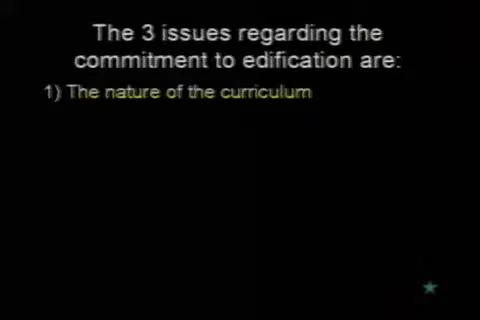 The 3 issues regarding the
commitment to edification are:
1) The nature of the curriculum